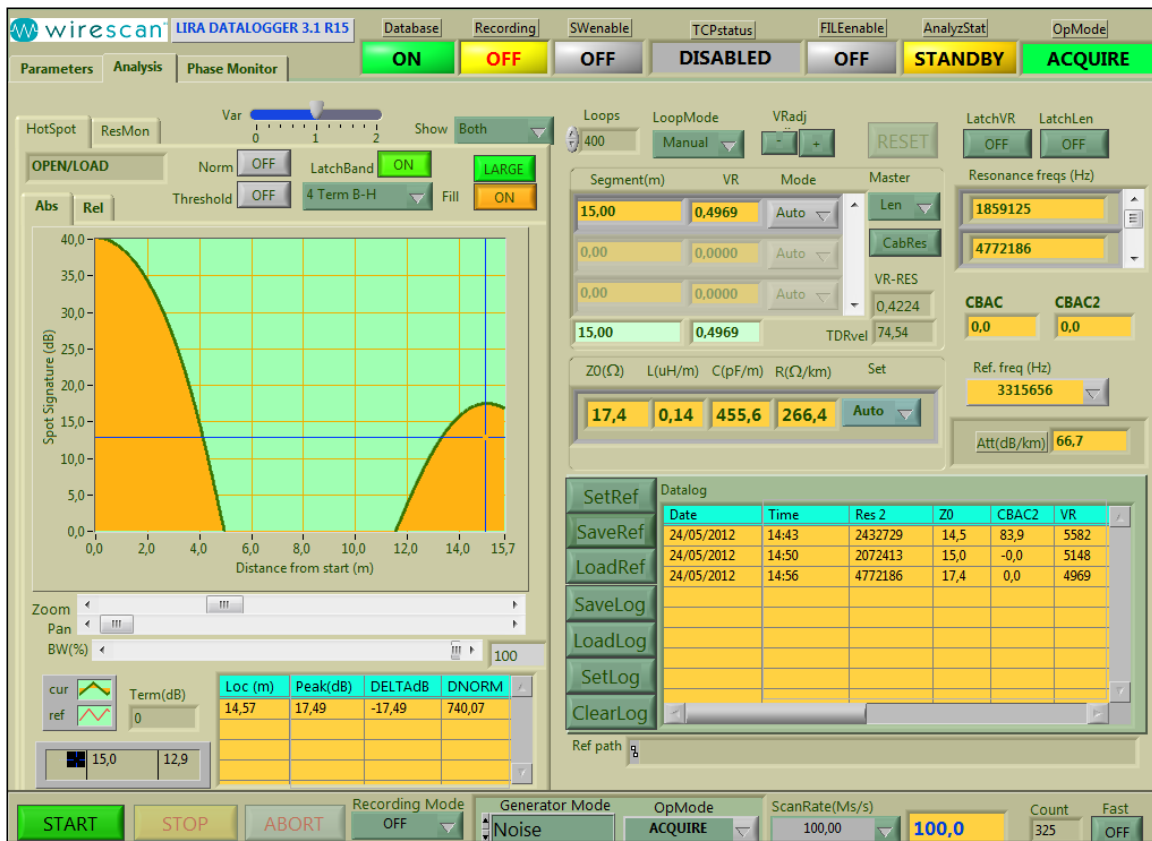 wirescan LIRA DATALOGGER 3.1 R15
Database Recording SWenable TCPstatus FILEenable AnalyzStat OpMode
ON OFF OFF DISABLED OFF STANDBY ACQUIRE
Parameters Analysis Phase Monitor
HotSpot ResMon
Var
0 1 2
Show Both
OPEN/LOAD
Norm OFF LatchBand ON LARGE
Threshold OFF 4 Term B-H Fill ON
Abs Rel
40,0
35,0
30,0
25,0
20,0
15,0
10,0
5,0
0,0
Spot Signature (dB)
0,0 2,0 4,0 6,0 8,0 10,0 12,0 14,0 15,7
Distance from start (m)
Zoom
Pan
BW(%) 100
cur
ref
Term(dB)
0
15,0 12,9
Loc (m) Peak(dB) DELTAdB DNORM
14,57 17,49 -17,49 740,07
Loops LoopMode VRadj
400 Manual - + RESET
LatchVR LatchLen
OFF OFF
Segment(m) VR Mode Master
15,00 0,4969 Auto Len
0,00 0,0000 Auto CabRes
0,00 0,0000 Auto
VR-RES
0,4224
15,00 0,4969 TDRvel 74,54
Resonance freqs (Hz)
1859125
4772186
CBAC CBAC2
0,0 0,0
Z0(Ω) L(uH/m) C(pF/m) R(Ω/km) Set
17,4 0,14 455,6 266,4 Auto
Ref. freq (Hz)
3315656
Att(dB/km) 66,7
SetRef
SaveRef
LoadRef
SaveLog
LoadLog
SetLog
ClearLog
Datalog
Date Time Res 2 Z0 CBAC2 VR
24/05/2012 14:43 2432729 14,5 83,9 5582
24/05/2012 14:50 2072413 15,0 -0,0 5148
24/05/2012 14:56 4772186 17,4 0,0 4969
Ref path
START STOP ABORT
Recording Mode
OFF
Generator Mode
Noise
OpMode
ACQUIRE
ScanRate(Ms/s)
100,00 100,0
Count
325
Fast
OFF